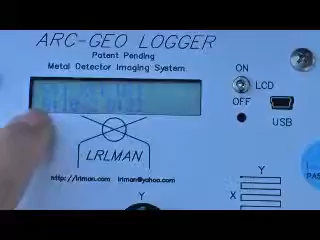 ARC-GEO LOGGER
Patent Pending
Metal Detector Imaging System
ON
LCD
OFF
USB
LRLMAN
http://lrlman.com lrlman@yahoo.com
Y
X
Y
PAS